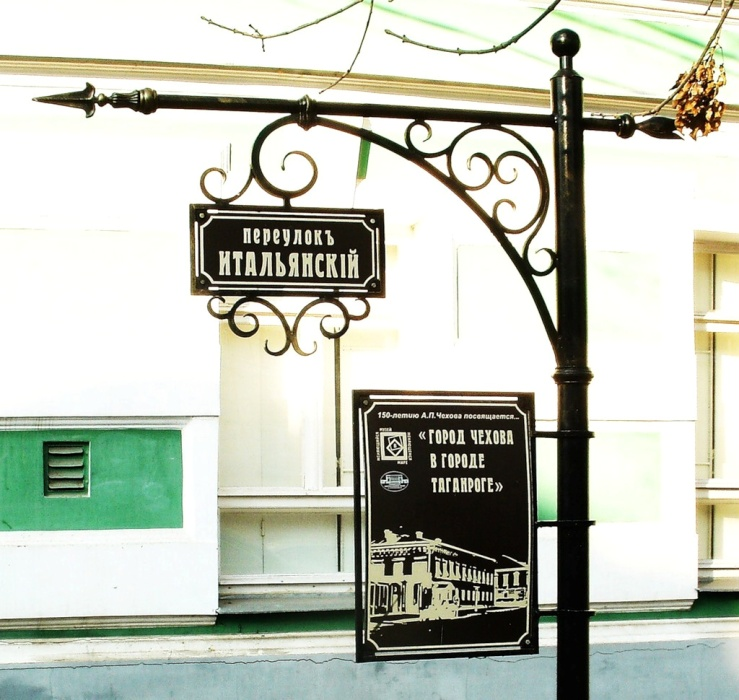 переулокъ
ИТАЛЬЯНСКІЙ
150-летию А.П.Чехова посвящается...
«ГОРОД ЧЕХОВА
В ГОРОДЕ
ТАГАНРОГЕ»